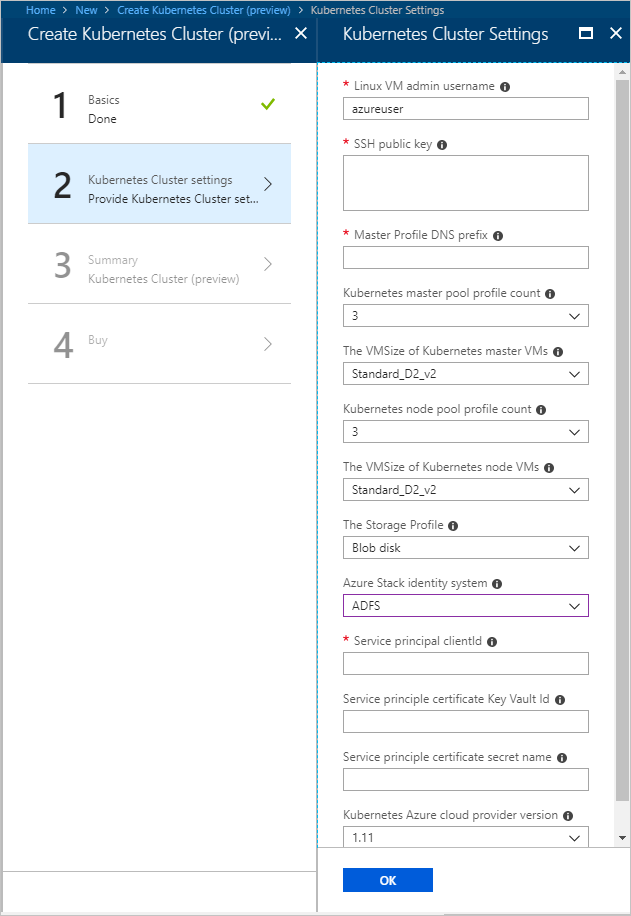 Home > New > Create Kubernetes Cluster (preview) > Kubernetes Cluster Settings
Create Kubernetes Cluster (previ...
1
Basics
Done
2
Kubernetes Cluster settings
Provide Kubernetes Cluster set...
3
Summary
Kubernetes Cluster (preview)
4
Buy
Kubernetes Cluster Settings
* Linux VM admin username
azureuser
* SSH public key
* Master Profile DNS prefix
Kubernetes master pool profile count
3
The VMSize of Kubernetes master VMs
Standard_D2_v2
Kubernetes node pool profile count
3
The VMSize of Kubernetes node VMs
Standard_D2_v2
The Storage Profile
Blob disk
Azure Stack identity system
ADFS
* Service principal clientId
Service principle certificate Key Vault Id
Service principle certificate secret name
Kubernetes Azure cloud provider version
1.11
OK